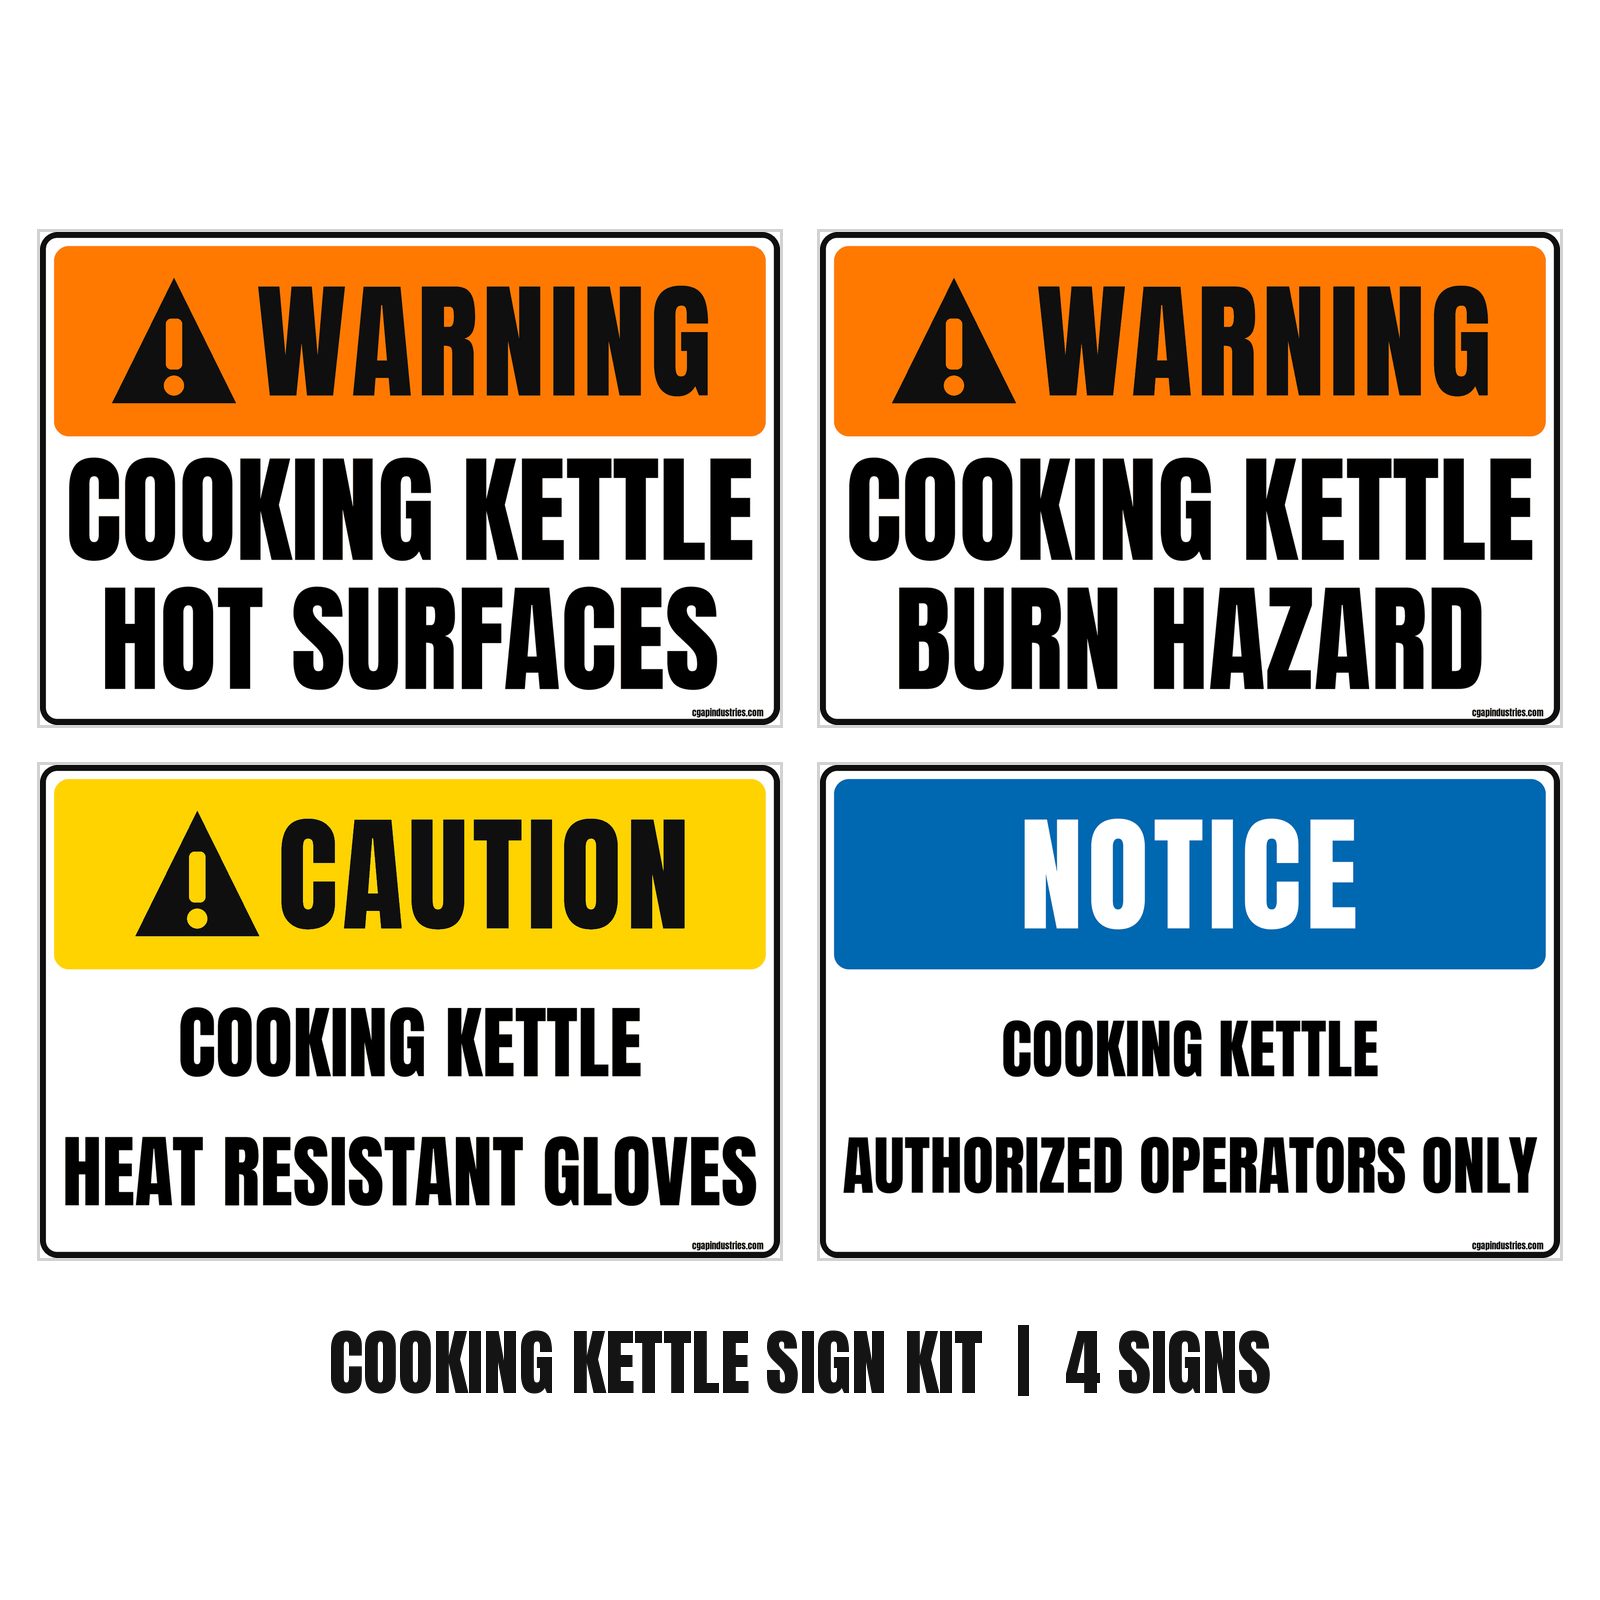 WARNING
COOKING KETTLE
HOT SURFACES
cgapindustries.com
WARNING
COOKING KETTLE
BURN HAZARD
cgapindustries.com
CAUTION
COOKING KETTLE
HEAT RESISTANT GLOVES
cgapindustries.com
NOTICE
COOKING KETTLE
AUTHORIZED OPERATORS ONLY
cgapindustries.com
COOKING KETTLE SIGN KIT | 4 SIGNS